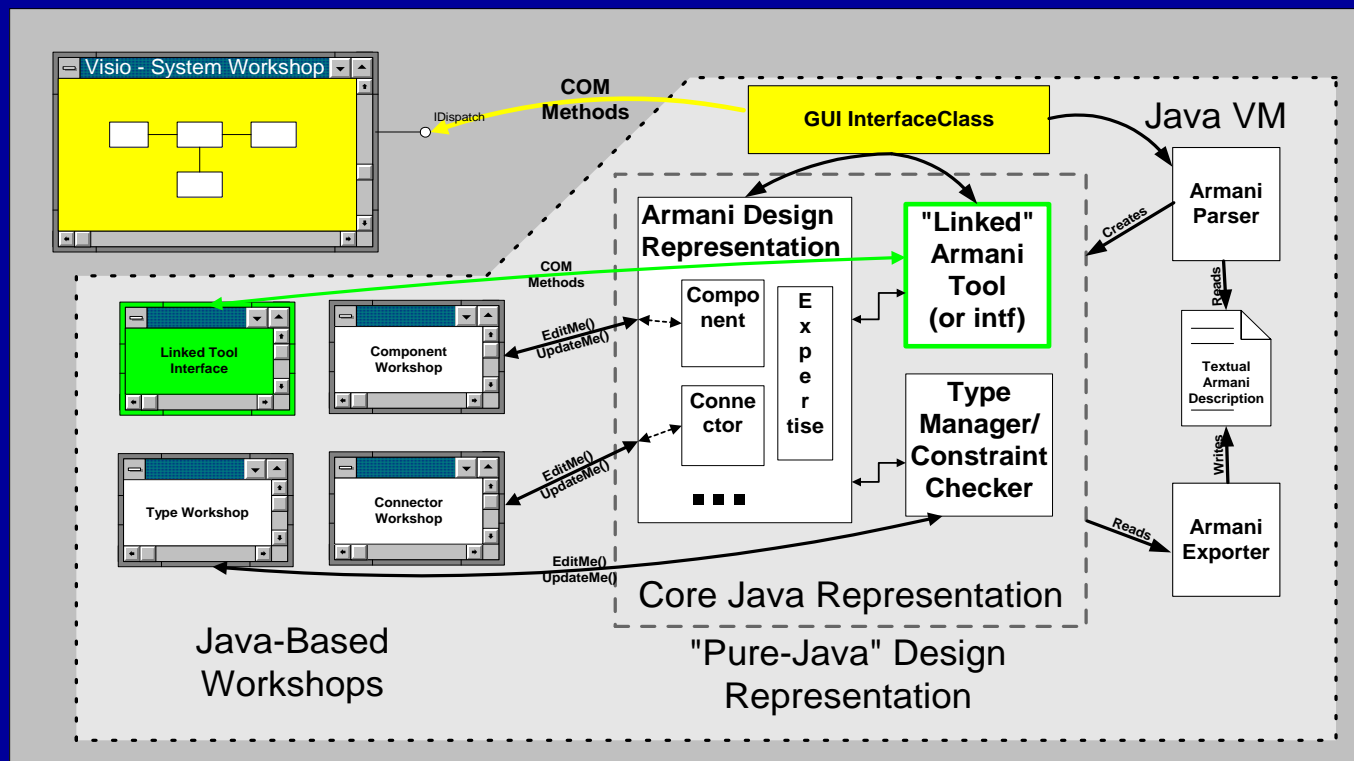 Visio - System Workshop
IDispatch
COM
Methods
GUI InterfaceClass
Java VM
Armani
Parser
Creates
Reads
Textual
Armani
Description
Writes
Armani
Exporter
Reads
Armani Design
Representation
Compo
nent
Conne
ctor
E
x
p
e
r
tise
"Linked"
Armani
Tool
(or intf)
Type
Manager/
Constraint
Checker
COM
Methods
Linked Tool
Interface
Component
Workshop
EditMe()
UpdateMe()
Type Workshop
Connector
Workshop
EditMe()
UpdateMe()
EditMe()
UpdateMe()
Core Java Representation
Java-Based
Workshops
"Pure-Java" Design
Representation